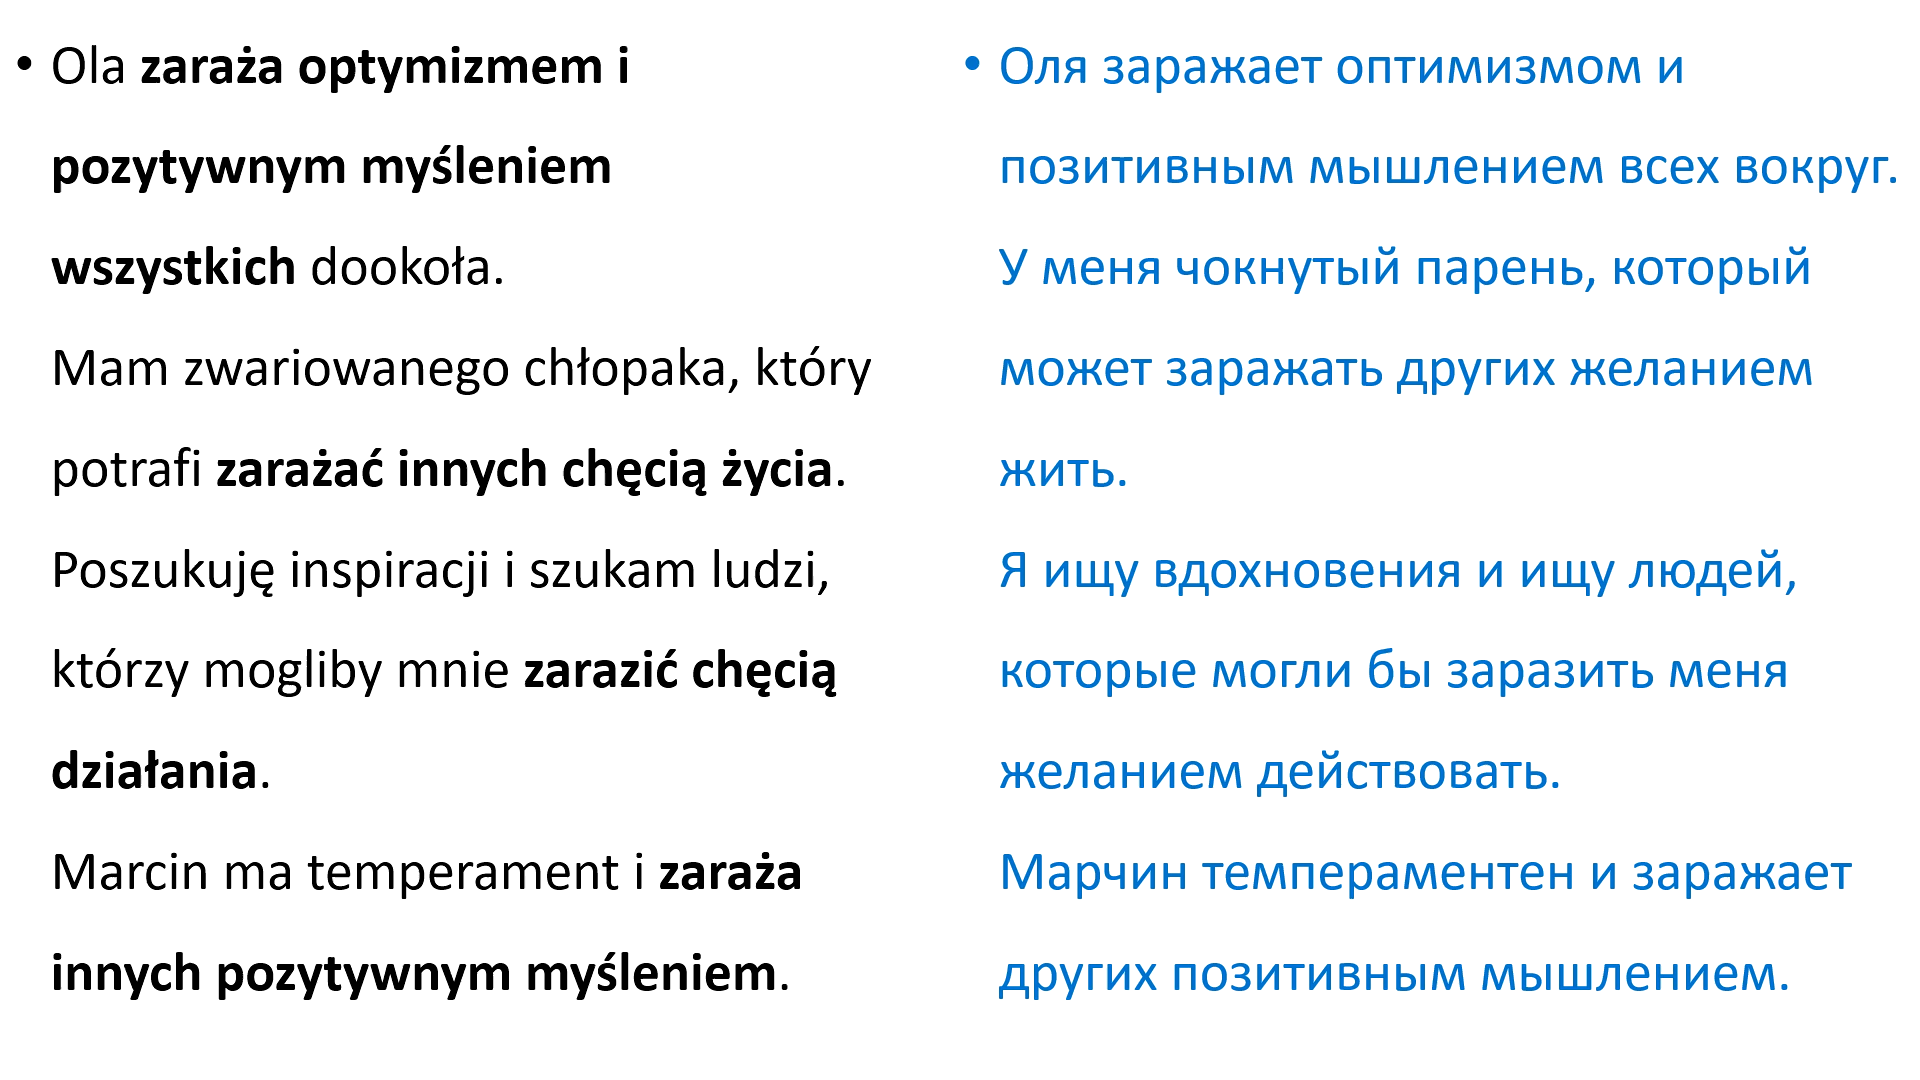 • Ola zaraża optymizmem i
pozytywnym myśleniem
wszystkich dookoła.
Mam zwariowanego chłopaka, który
potrafi zarażać innych chęcią życia.
Poszukuję inspiracji i szukam ludzi,
którzy mogliby mnie zarazić chęcią
działania.
Marcin ma temperament i zaraża
innych pozytywnym myśleniem.
• Оля заражает оптимизмом и
позитивным мышлением всех вокруг.
У меня чокнутый парень, который
может заражать других желанием
жить.
Я ищу вдохновения и ищу людей,
которые могли бы заразить меня
желанием действовать.
Марчин темпераментен и заражает
других позитивным мышлением.